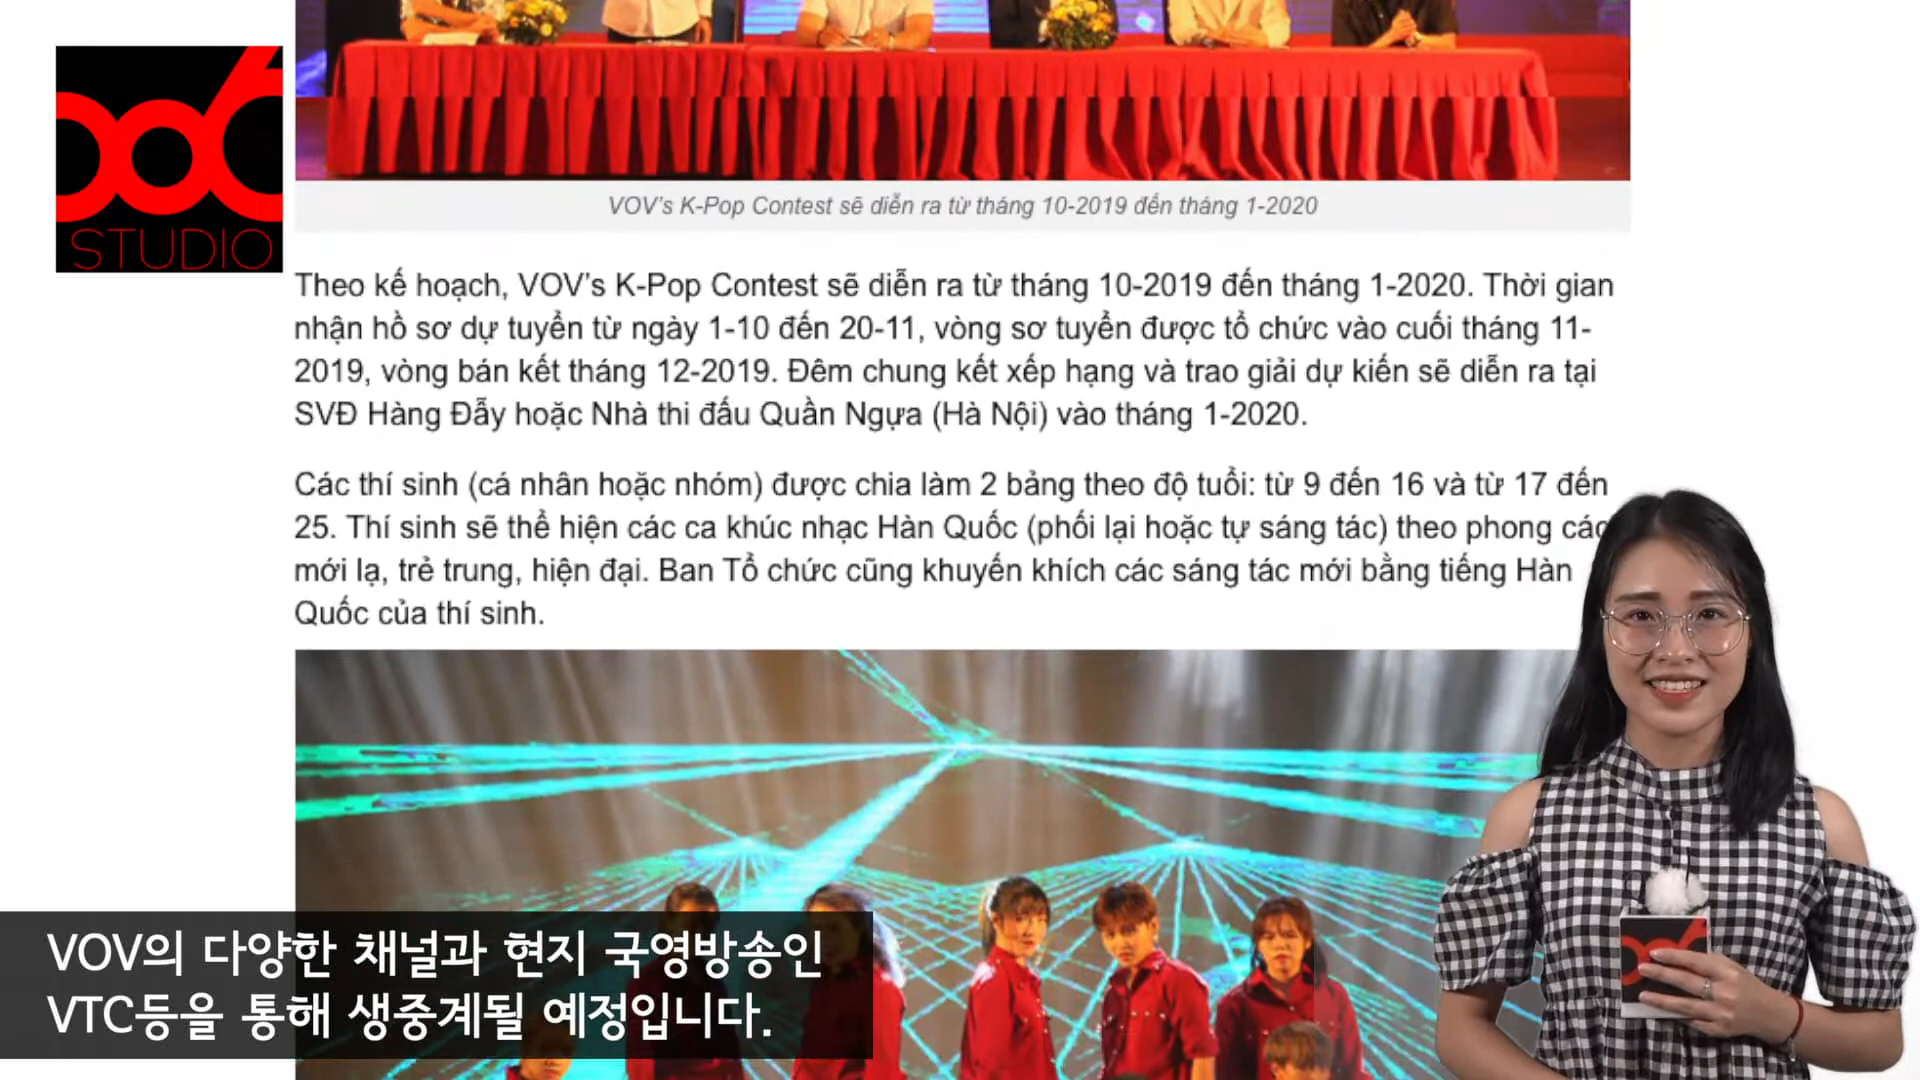 STUDIO
VOV’s K-Pop Contest sẽ diễn ra từ tháng 10-2019 đến tháng 1-2020
Theo kế hoạch, VOV’s K-Pop Contest sẽ diễn ra từ tháng 10-2019 đến tháng 1-2020. Thời gian
nhận hồ sơ dự tuyển từ ngày 1-10 đến 20-11, vòng sơ tuyển được tổ chức vào cuối tháng 11-
2019, vòng bán kết tháng 12-2019. Đêm chung kết xếp hạng và trao giải dự kiến sẽ diễn ra tại
SVĐ Hàng Đẫy hoặc Nhà thi đấu Quần Ngựa (Hà Nội) vào tháng 1-2020.
Các thí sinh (cá nhân hoặc nhóm) được chia làm 2 bảng theo độ tuổi: từ 9 đến 16 và từ 17 đến
25. Thí sinh sẽ thể hiện các ca khúc nhạc Hàn Quốc (phối lại hoặc tự sáng tác) theo phong các
mới lạ, trẻ trung, hiện đại. Ban Tổ chức cũng khuyến khích các sáng tác mới bằng tiếng Hàn
Quốc của thí sinh.
VOV의 다양한 채널과 현지 국영방송인
VTC등을 통해 생중계될 예정입니다.